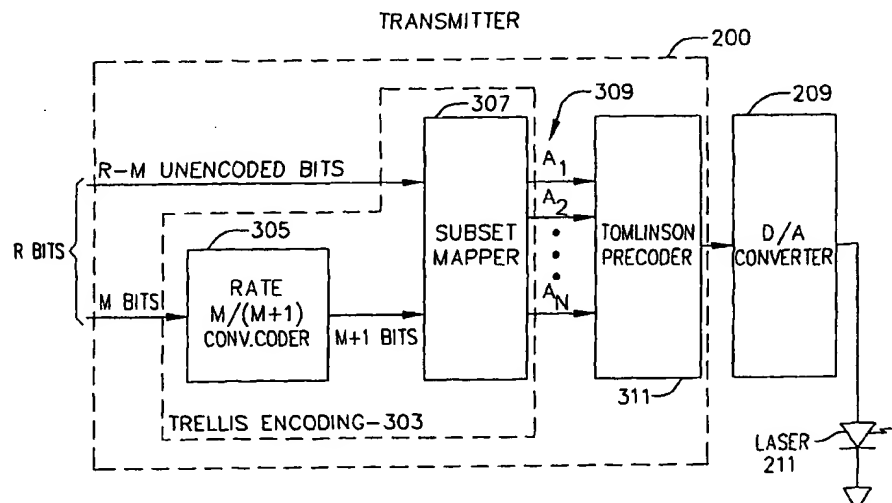 TRANSMITTER
200
307
309
209
R-M UNENCODED BITS
A1
A2
305
R BITS
SUBSET
MAPPER
TOMLINSON
PRECODER
D/A
CONVERTER
M BITS
RATE
M/(M+1)
CONV.CODER
M+1 BITS
AN
311
TRELLIS ENCODING-303
LASER
211